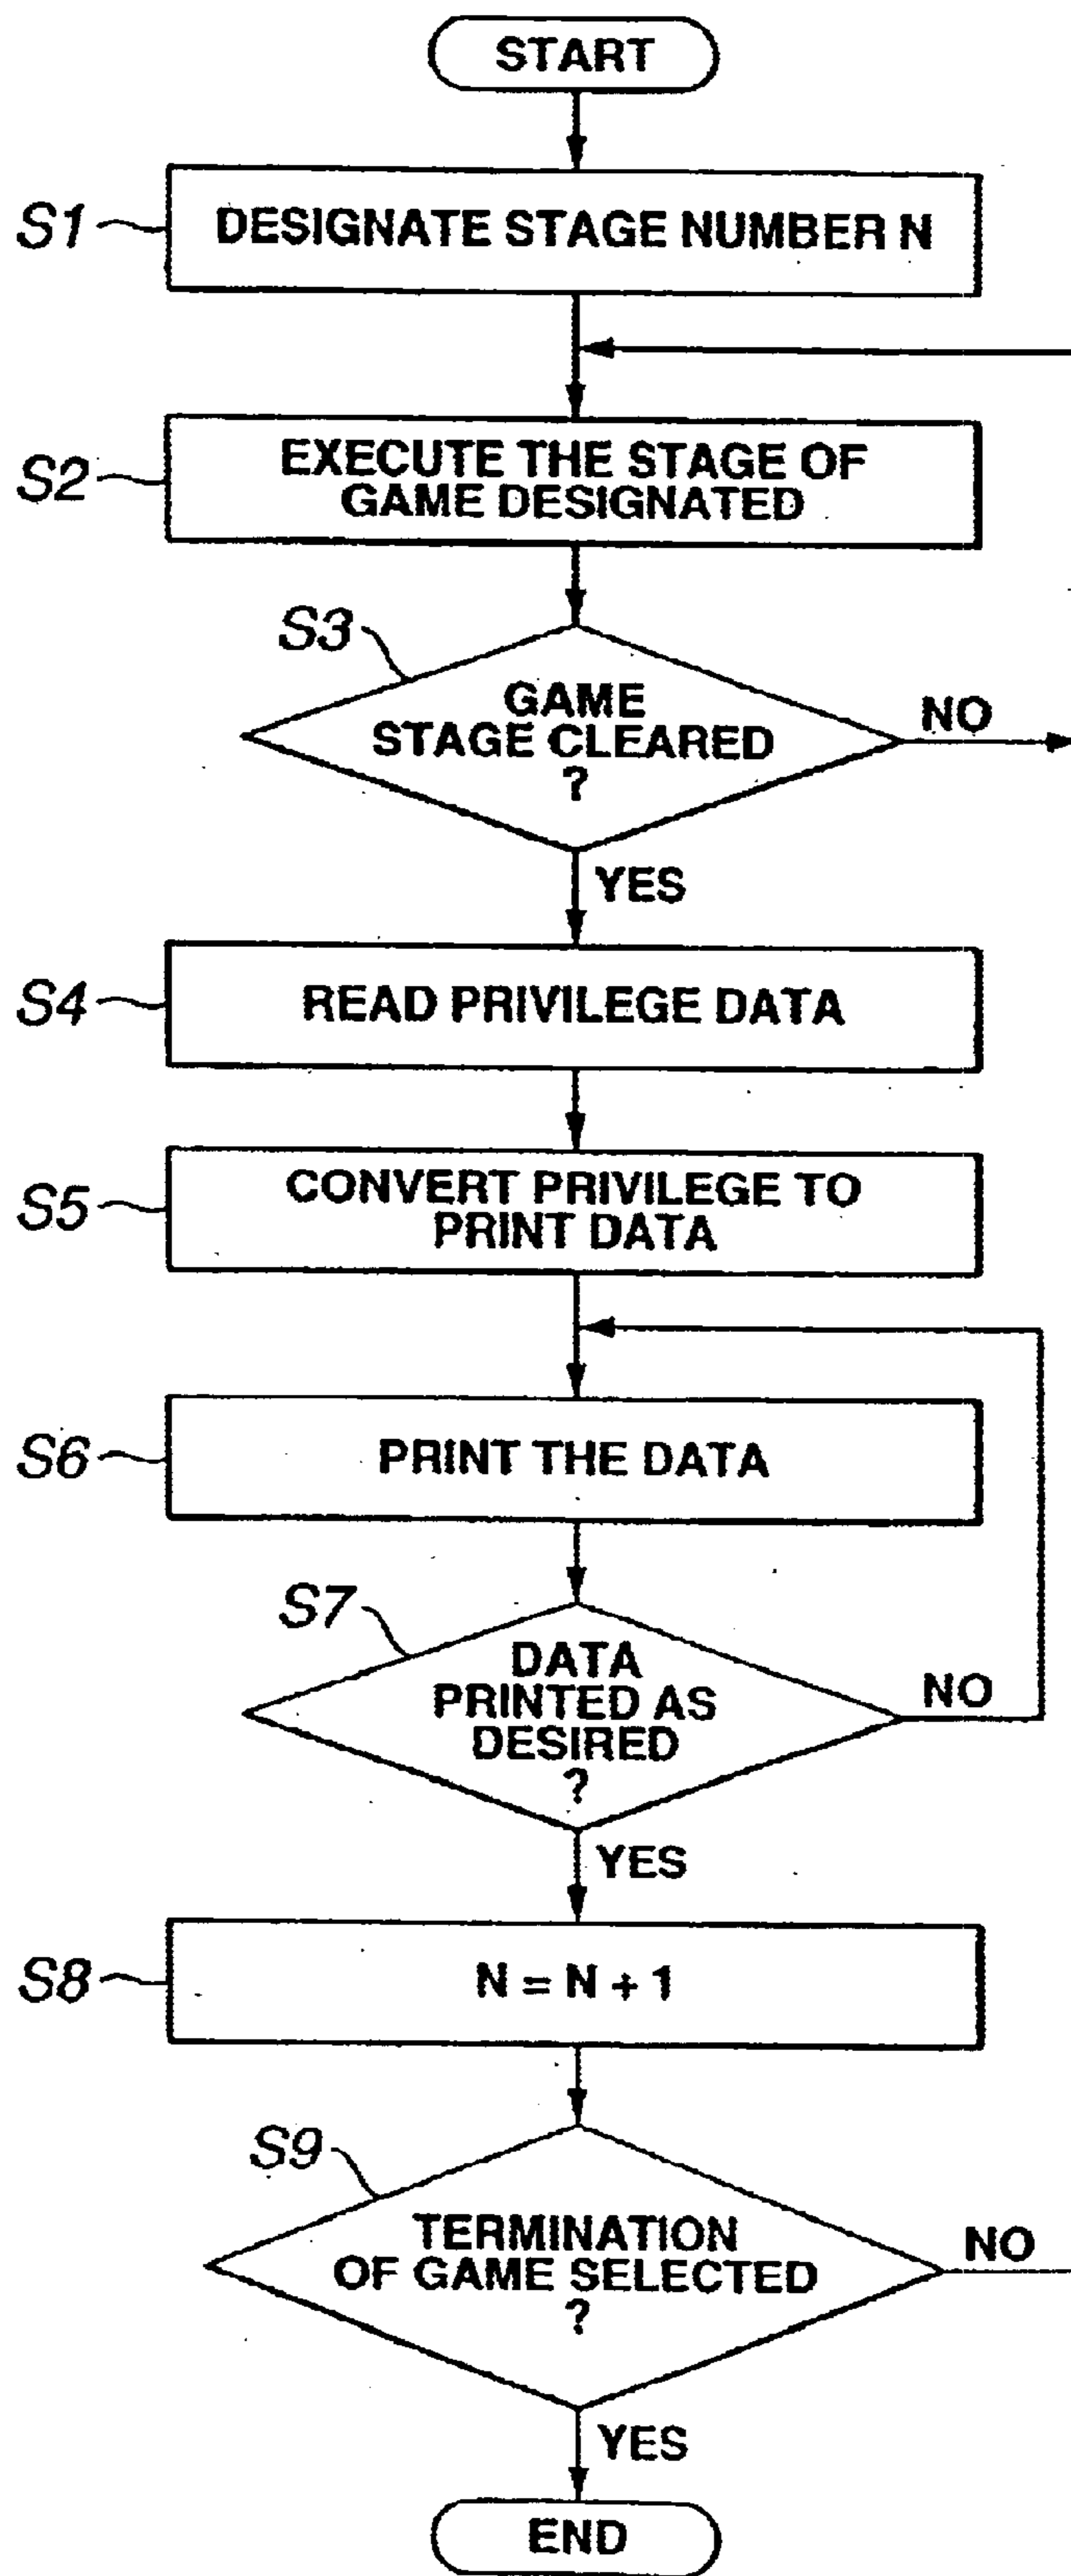 START
S1
DESIGNATE STAGE NUMBER N
S2
EXECUTE THE STAGE OF
GAME DESIGNATED
S3
GAME
STAGE CLEARED
?
NO
YES
S4
READ PRIVILEGE DATA
S5
CONVERT PRIVILEGE TO
PRINT DATA
S6
PRINT THE DATA
S7
DATA
PRINTED AS
DESIRED
?
NO
YES
S8
N = N + 1
S9
TERMINATION
OF GAME SELECTED
?
NO
YES
END